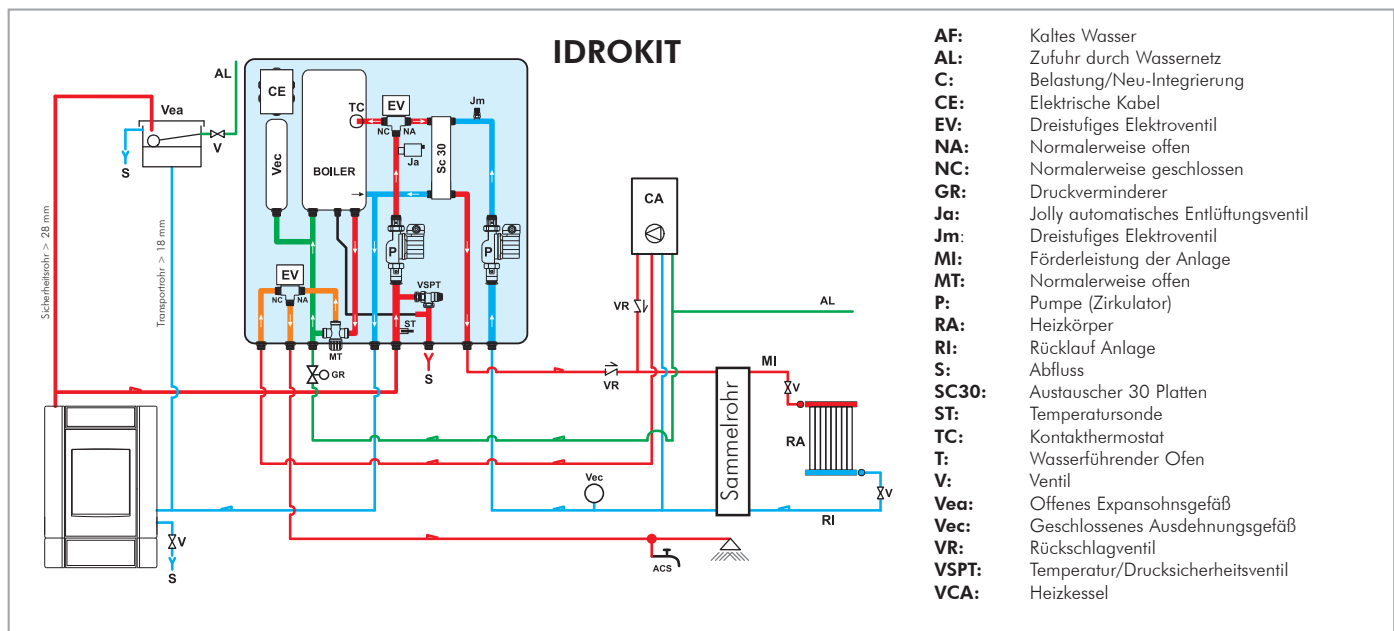 IDROKIT
AL
Vea
V
S
Sicherheitsrohr > 28 mm
Transportrohr > 18 mm
CE
Vec
BOILER
TC
EV
NC
NA
Ja
Sc 30
Jm
P
P
EV
NC
NA
MT
VSPT
ST
S
GR
CA
VR
AL
VR
MI
V
RA
Sammelrohr
V
Vec
RI
V
S
ACS
AF: Kaltes Wasser
AL: Zufuhr durch Wassernetz
C: Belastung/Neu-Integrierung
CE: Elektrische Kabel
EV: Dreistufiges Elektroventil
NA: Normalerweise offen
NC: Normalerweise geschlossen
GR: Druckverminderer
Ja: Jolly automatisches Entlüftungsventil
Jm: Dreistufiges Elektroventil
MI: Förderleistung der Anlage
MT: Normalerweise offen
P: Pumpe (Zirkulator)
RA: Heizkörper
RI: Rücklauf Anlage
S: Abfluss
SC30: Austauscher 30 Platten
ST: Temperatursonde
TC: Kontakthermostat
T: Wasserführender Ofen
V: Ventil
Vea: Offenes Expansohnsgefäß
Vec: Geschlossenes Ausdehnungsgefäß
VR: Rückschlagventil
VSPT: Temperatur/Drucksicherheitsventil
VCA: Heizkessel